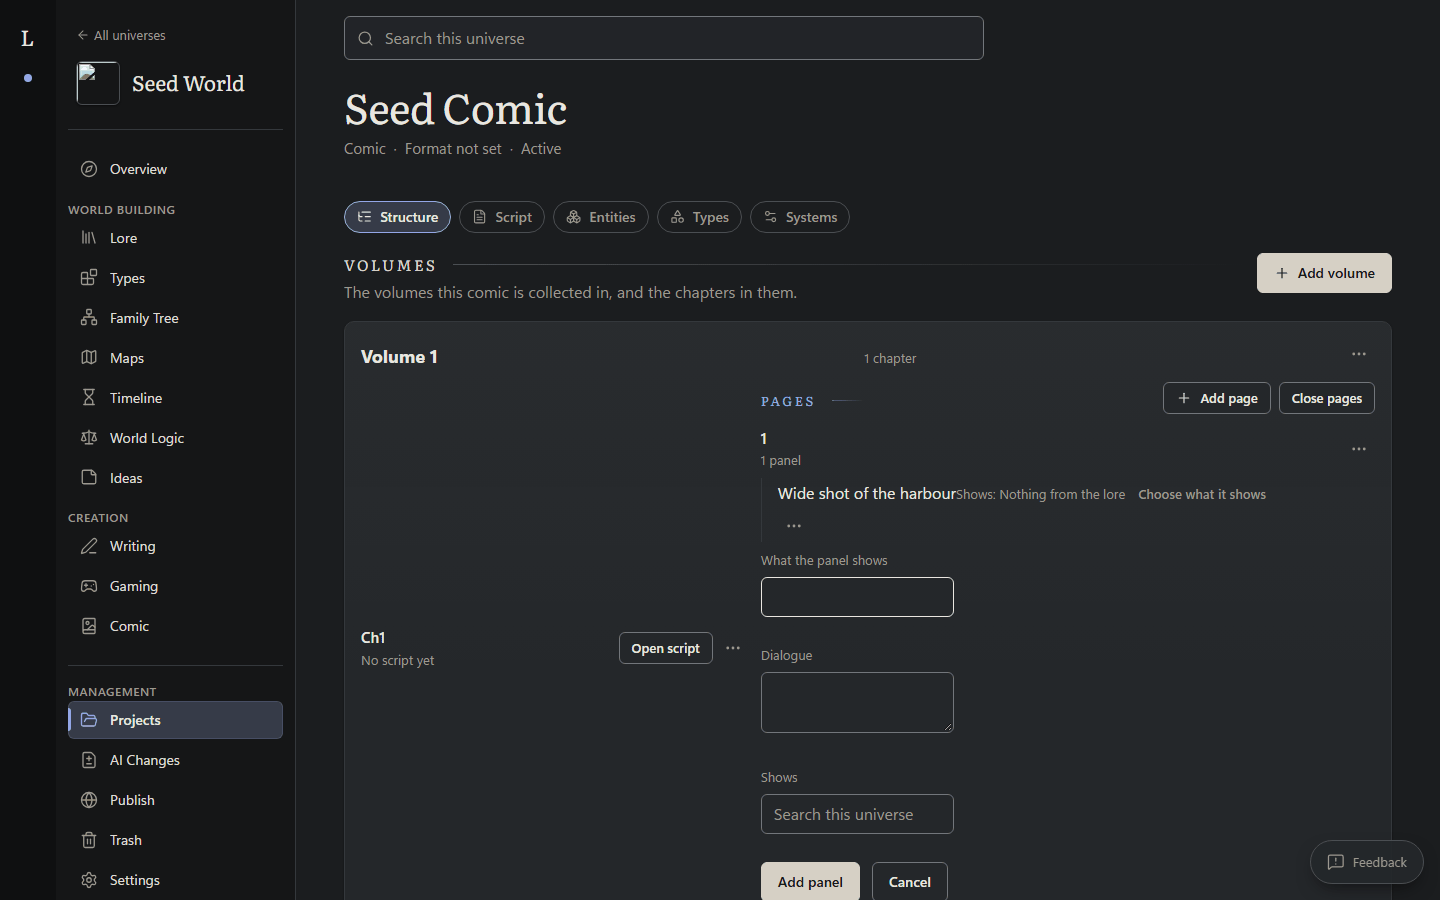 L
All universes
Seed World
Overview
WORLD BUILDING
Lore
Types
Family Tree
Maps
Timeline
World Logic
Ideas
CREATION
Writing
Gaming
Comic
MANAGEMENT
Projects
AI Changes
Publish
Trash
Settings
Search this universe
Seed Comic
Comic · Format not set · Active
Structure Script Entities Types Systems
VOLUMES
Add volume
The volumes this comic is collected in, and the chapters in them.
Volume 1
1 chapter
Ch1
No script yet
Open script
PAGES
Add page
Close pages
1
1 panel
Wide shot of the harbourShows: Nothing from the lore Choose what it shows
What the panel shows
Dialogue
Shows
Search this universe
Add panel
Cancel
Feedback